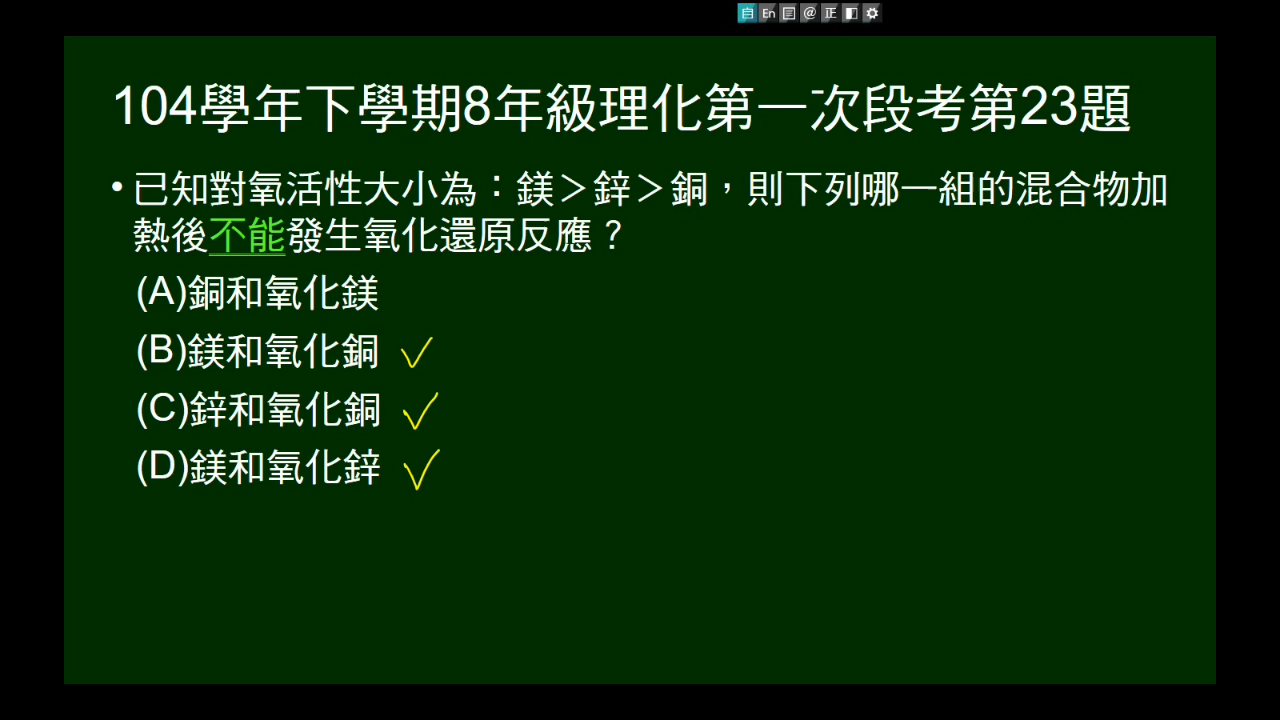 自 En @ 正
104學年下學期8年級理化第一次段考第23題
•已知對氧活性大小為：鎂＞鋅＞銅，則下列哪一組的混合物加
熱後不能發生氧化還原反應？
(A)銅和氧化鎂
(B)鎂和氧化銅 ✓
(C)鋅和氧化銅 ✓
(D)鎂和氧化鋅 ✓